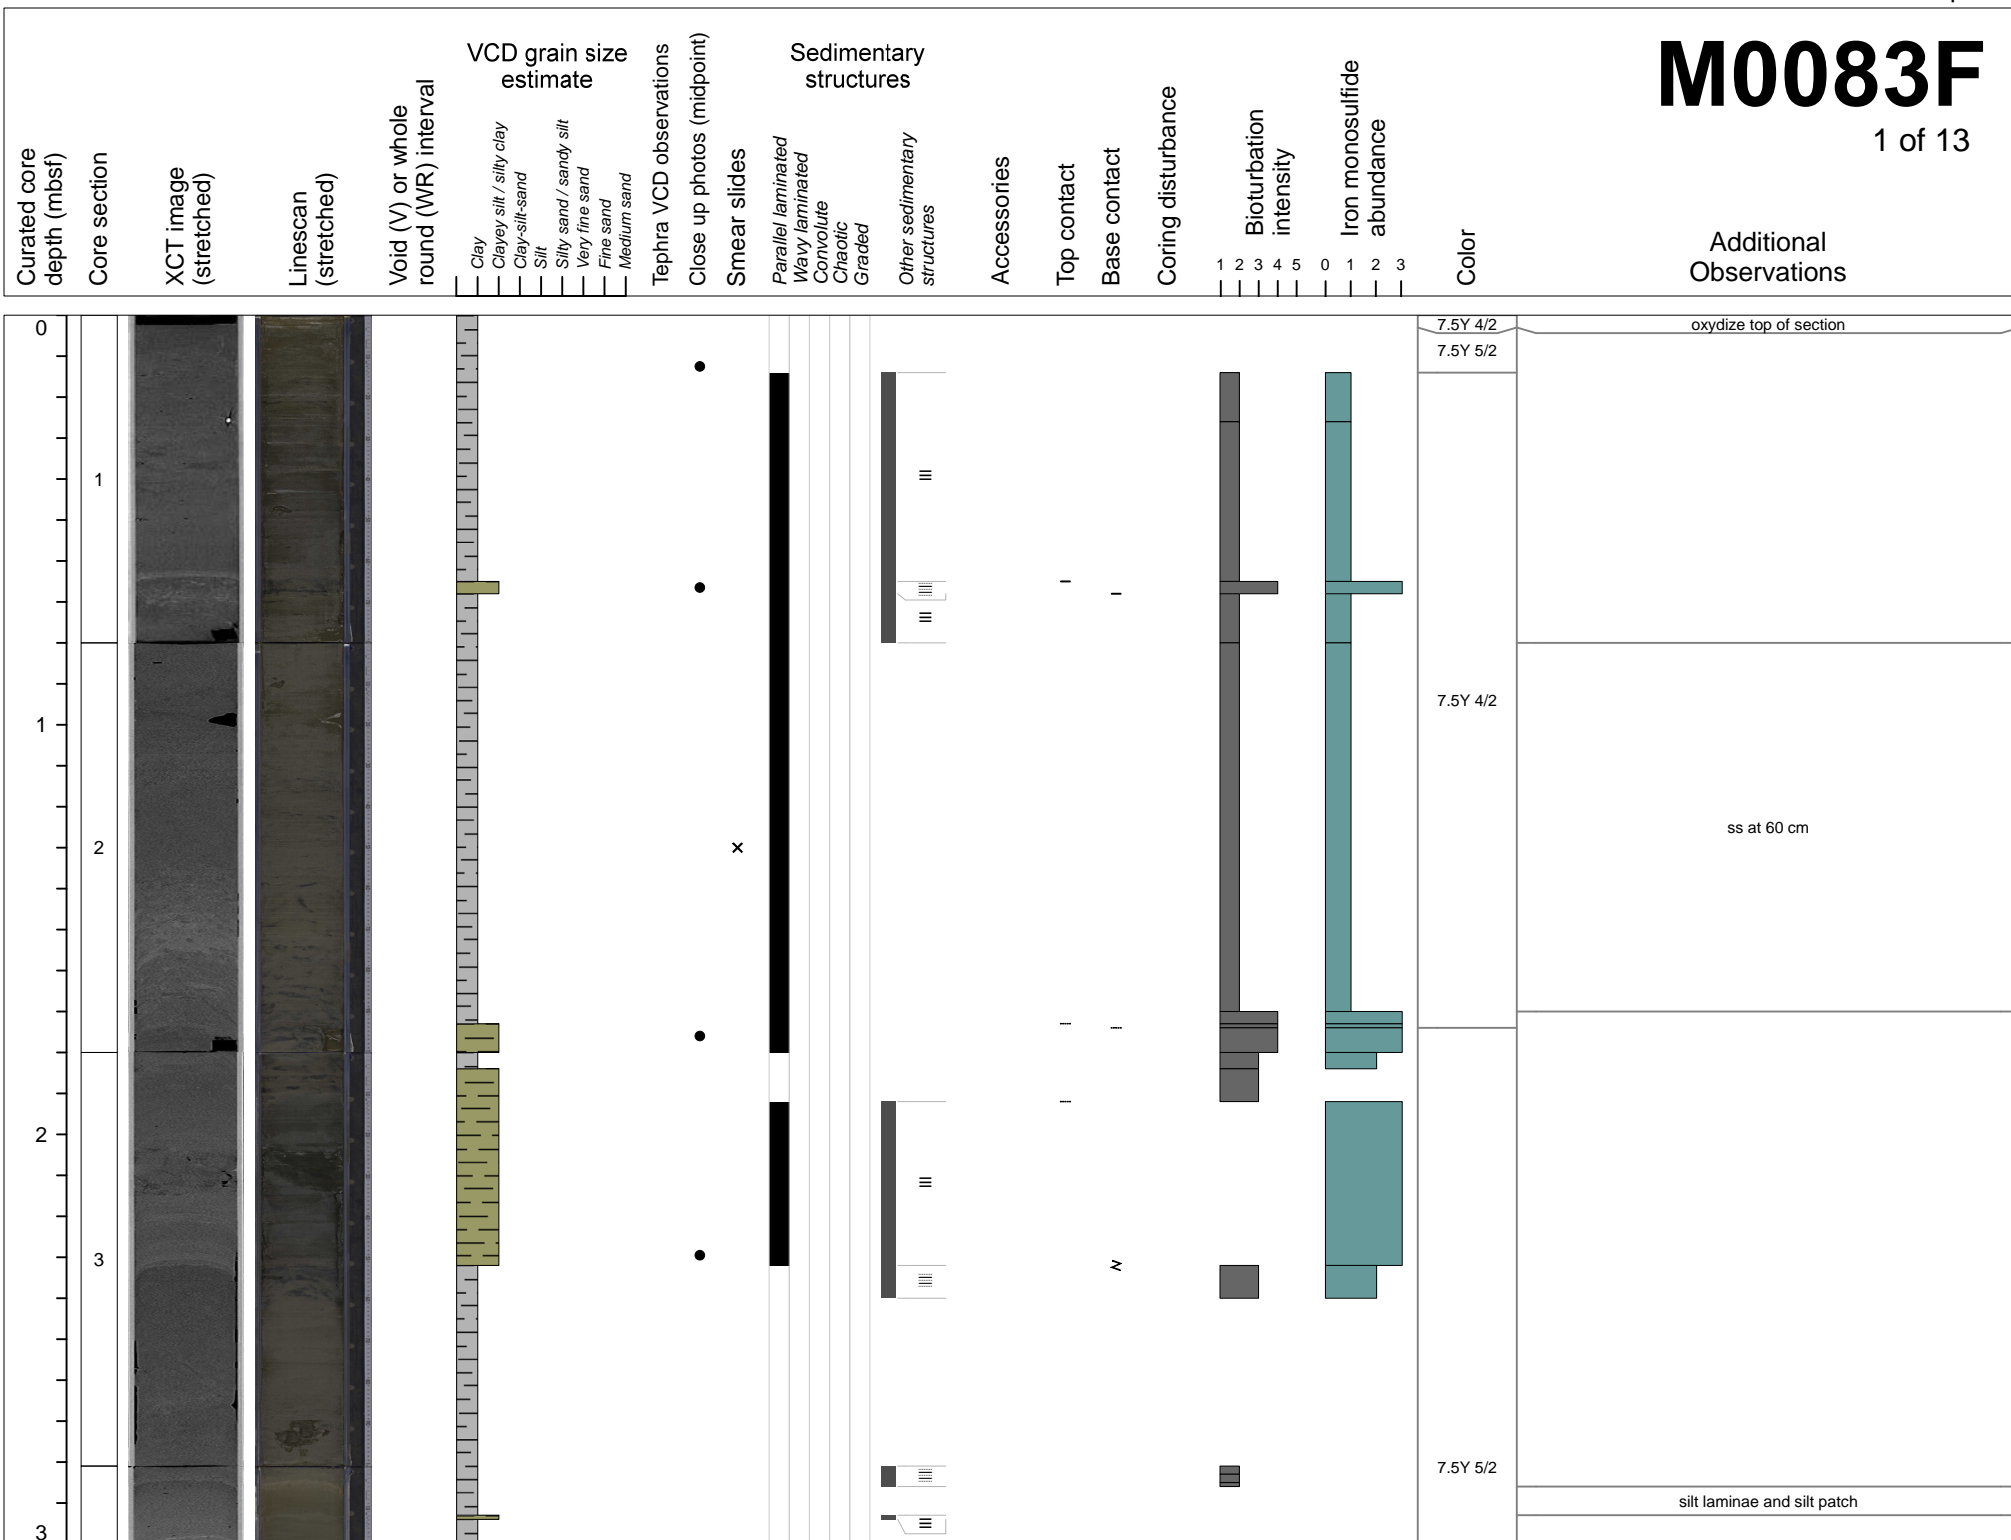 M0083F
1 of 13
Curated core
depth (mbsf)
Core section
XCT image
(stretched)
Linescan
(stretched)
Void (V) or whole
round (WR) interval
VCD grain size
estimate
Clay
Clayey silt / silty clay
Clay-silt-sand
Silt
Silty sand / sandy silt
Very fine sand
Fine sand
Medium sand
Tephra VCD observations
Close up photos (midpoint)
Smear slides
Sedimentary
structures
Parallel laminated
Wavy laminated
Convolute
Chaotic
Graded
Other sedimentary
structures
Accessories
Top contact
Base contact
Coring disturbance
Bioturbation
intensity
1 2 3 4 5
Iron monosulfide
abundance
0 1 2 3
Color
Additional
Observations
0
7.5Y 4/2
oxydize top of section
7.5Y 5/2
1
1
7.5Y 4/2
2
ss at 60 cm
2
3
7.5Y 5/2
silt laminae and silt patch
3